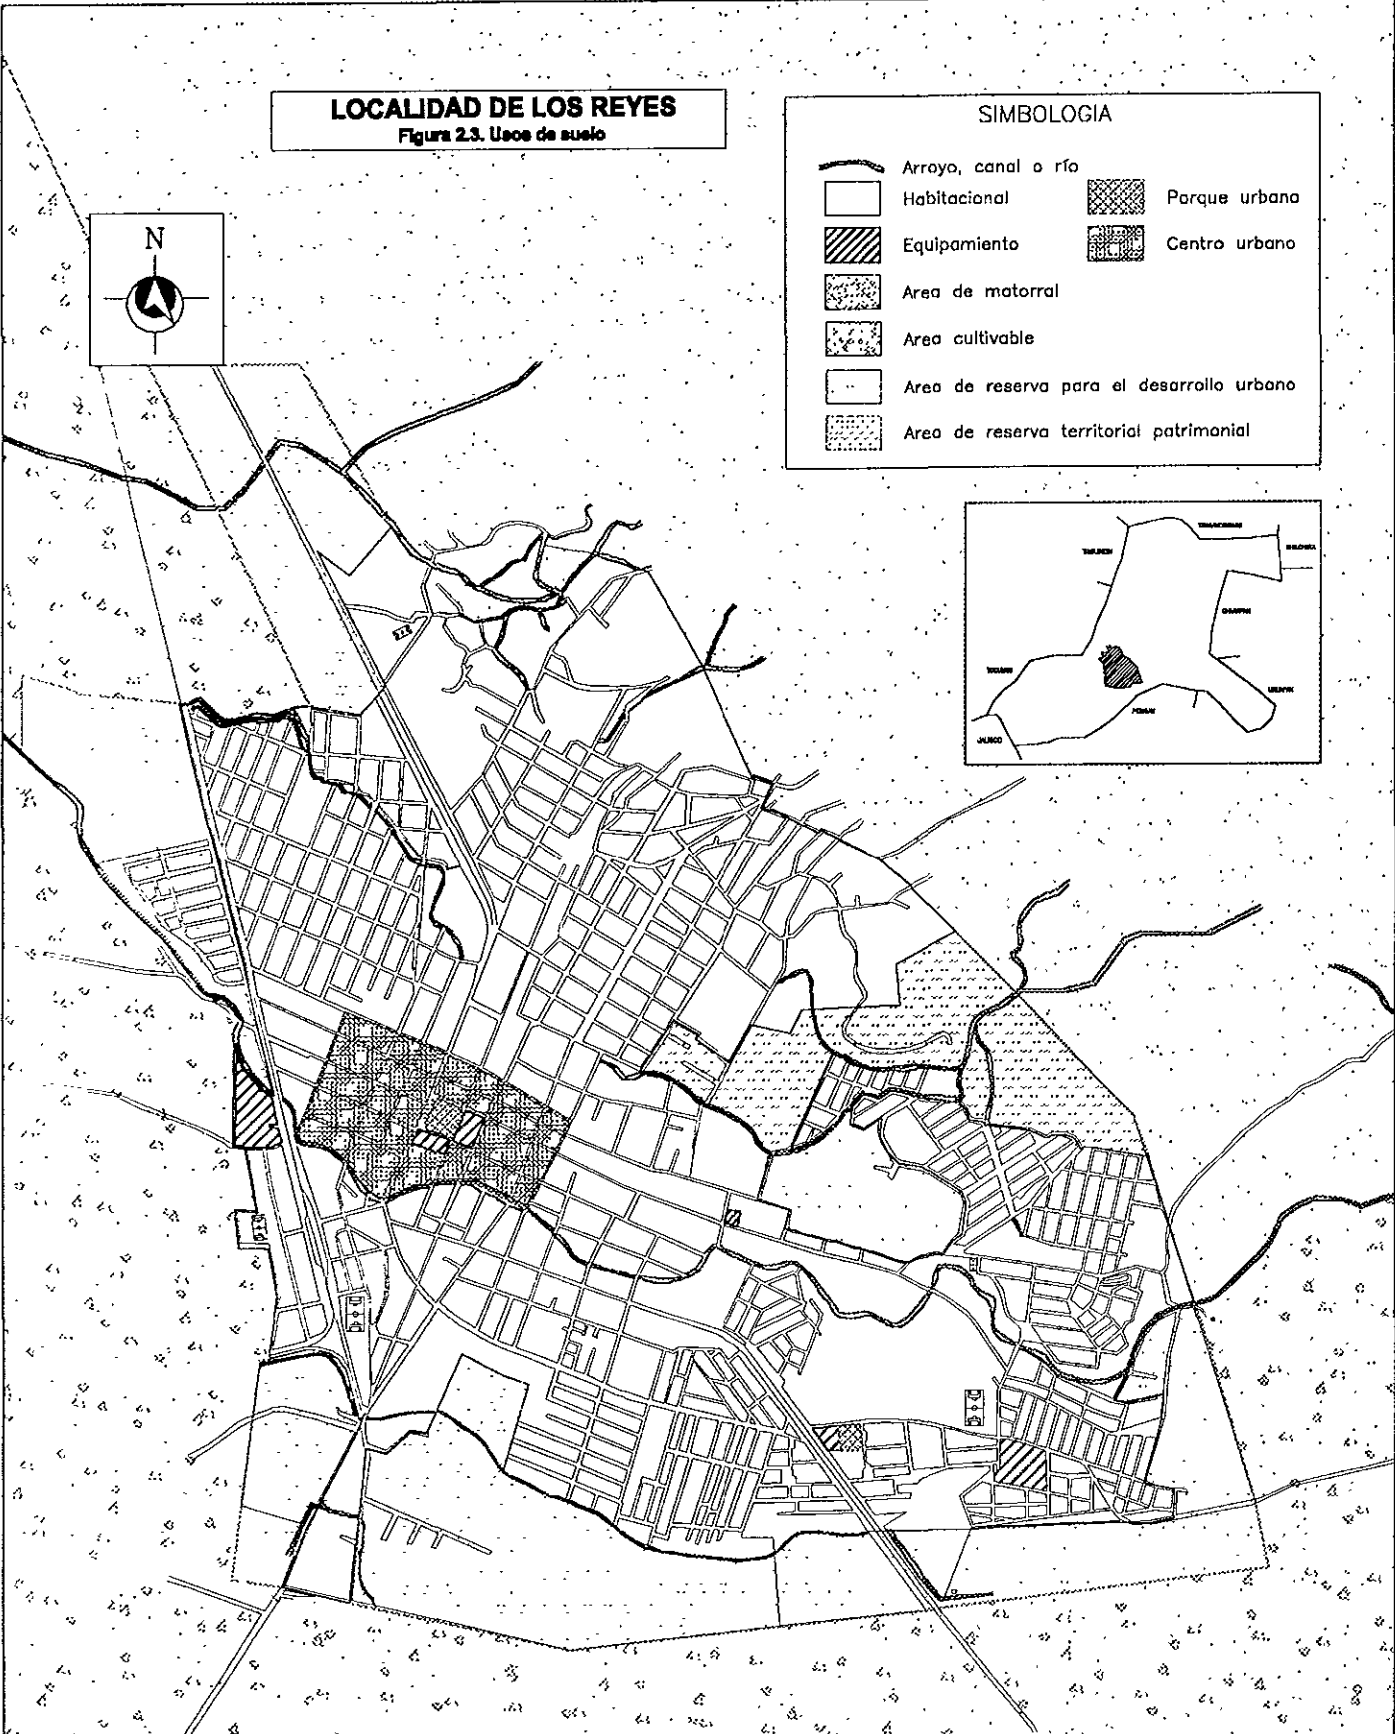 LOCALIDAD DE LOS REYES
Figura 2.3. Usos de suelo
N
SIMBOLOGIA
Arroyo, canal o río
Habitacional
Parque urbano
Equipamiento
Centro urbano
Area de matorral
Area cultivable
Area de reserva para el desarrollo urbano
Area de reserva territorial patrimonial
JALISCO